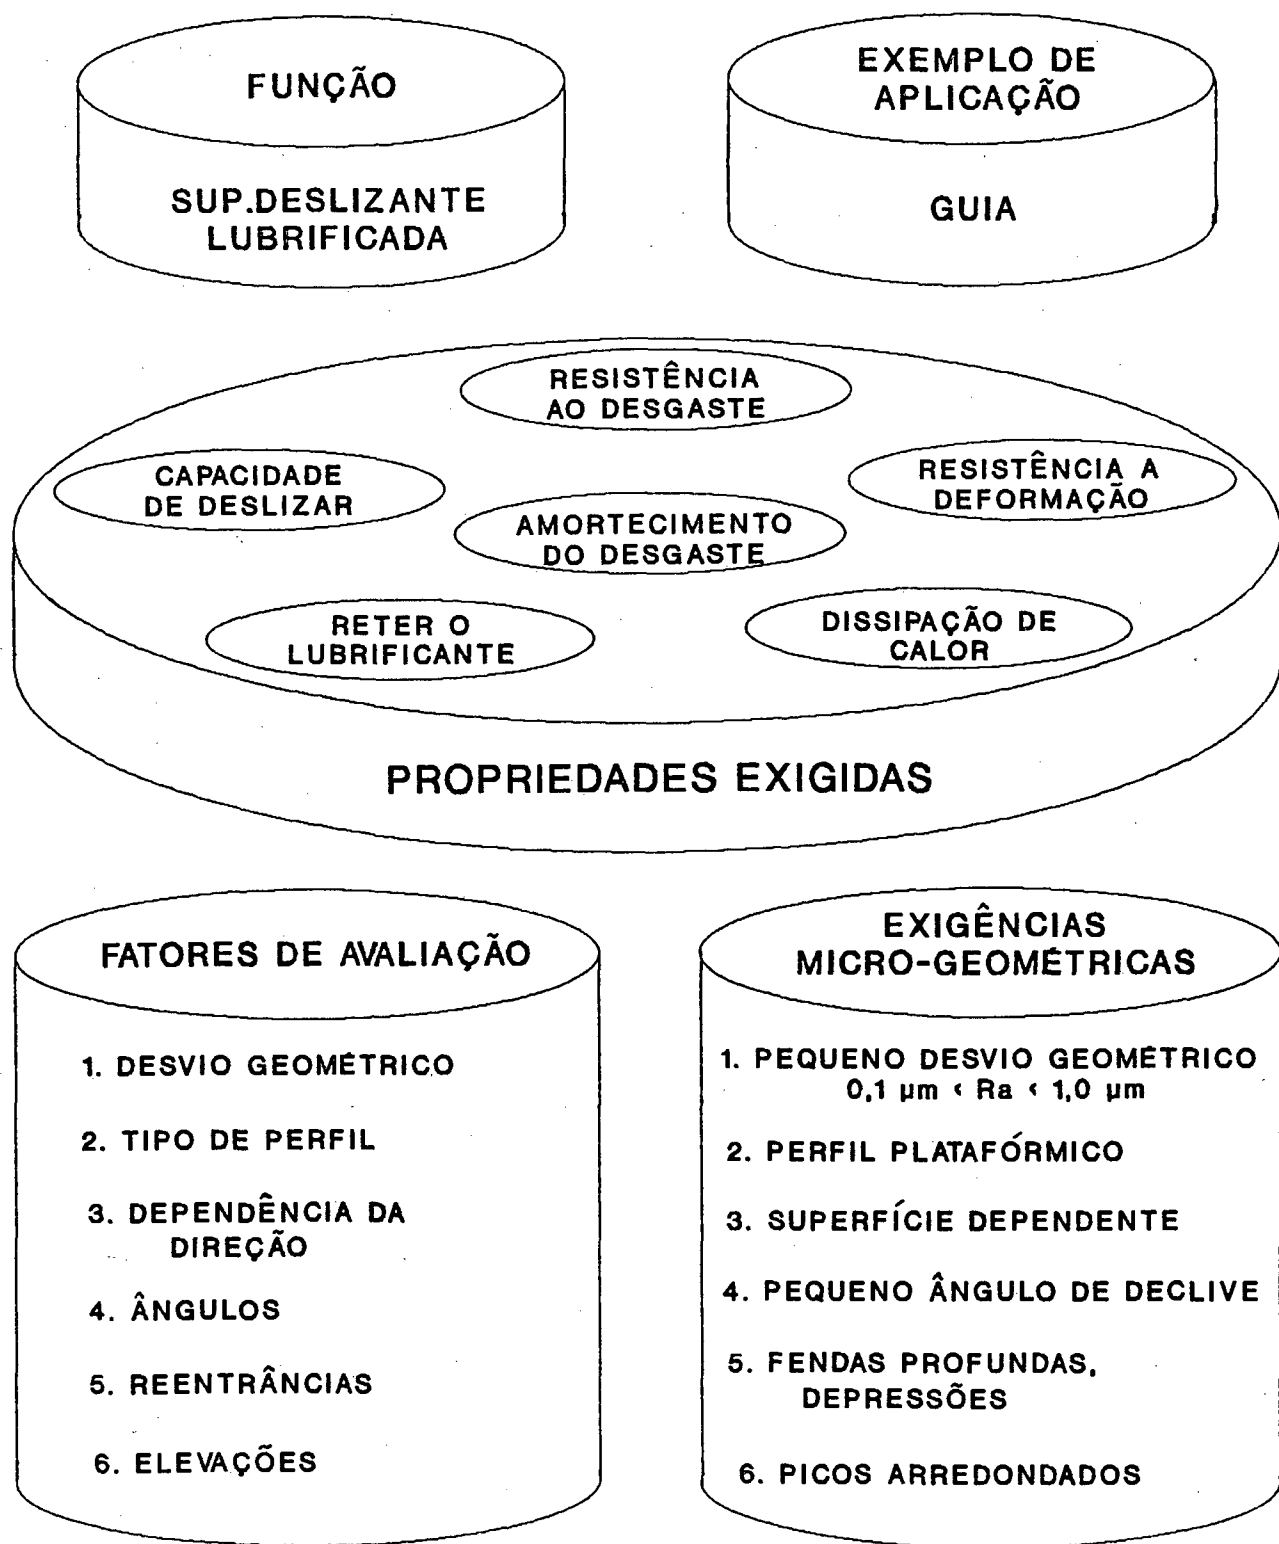 FUNÇÃO
SUP.DESLIZANTE
LUBRIFICADA
EXEMPLO DE
APLICAÇÃO
GUIA
RESISTÊNCIA
AO DESGASTE
CAPACIDADE
DE DESLIZAR
RESISTÊNCIA A
DEFORMAÇÃO
AMORTECIMENTO
DO DESGASTE
RETER O
LUBRIFICANTE
DISSIPAÇÃO DE
CALOR
PROPRIEDADES EXIGIDAS
FATORES DE AVALIAÇÃO
1. DESVIO GEOMÉTRICO
2. TIPO DE PERFIL
3. DEPENDÊNCIA DA
DIREÇÃO
4. ÂNGULOS
5. REENTRÂNCIAS
6. ELEVAÇÕES
EXIGÊNCIAS
MICRO-GEOMÉTRICAS
1. PEQUENO DESVIO GEOMÉTRICO
0,1 µm < Ra < 1,0 µm
2. PERFIL PLATAFÓRMICO
3. SUPERFÍCIE DEPENDENTE
4. PEQUENO ÂNGULO DE DECLIVE
5. FENDAS PROFUNDAS,
DEPRESSÕES
6. PICOS ARREDONDADOS